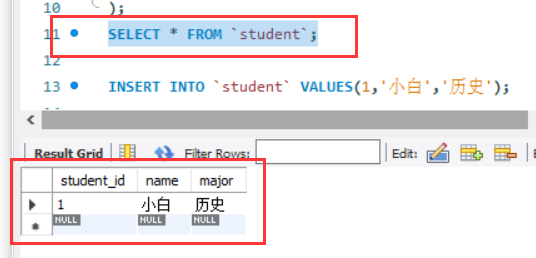 10 );
11 SELECT * FROM `student`;
12
13 INSERT INTO `student` VALUES(1,'小白','历史');
Result Grid Filter Rows: Edit:
student_id name major
1 小白 历史
NULL NULL NULL